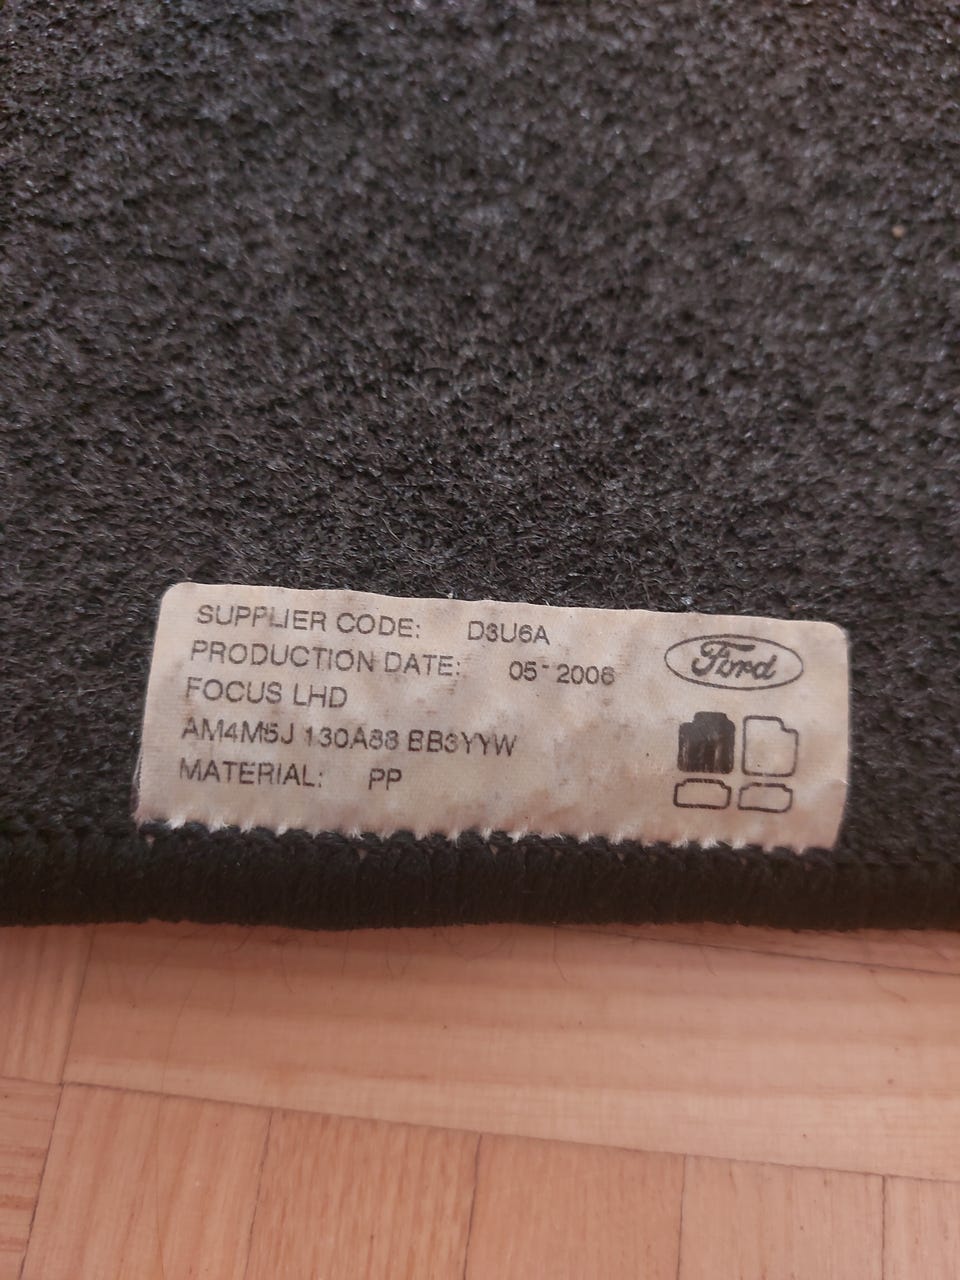 SUPPLIER CODE: D3U6A
PRODUCTION DATE: 05-2006
FOCUS LHD
AM4M5J 130A88 BB3YYW
MATERIAL: PP
Ford